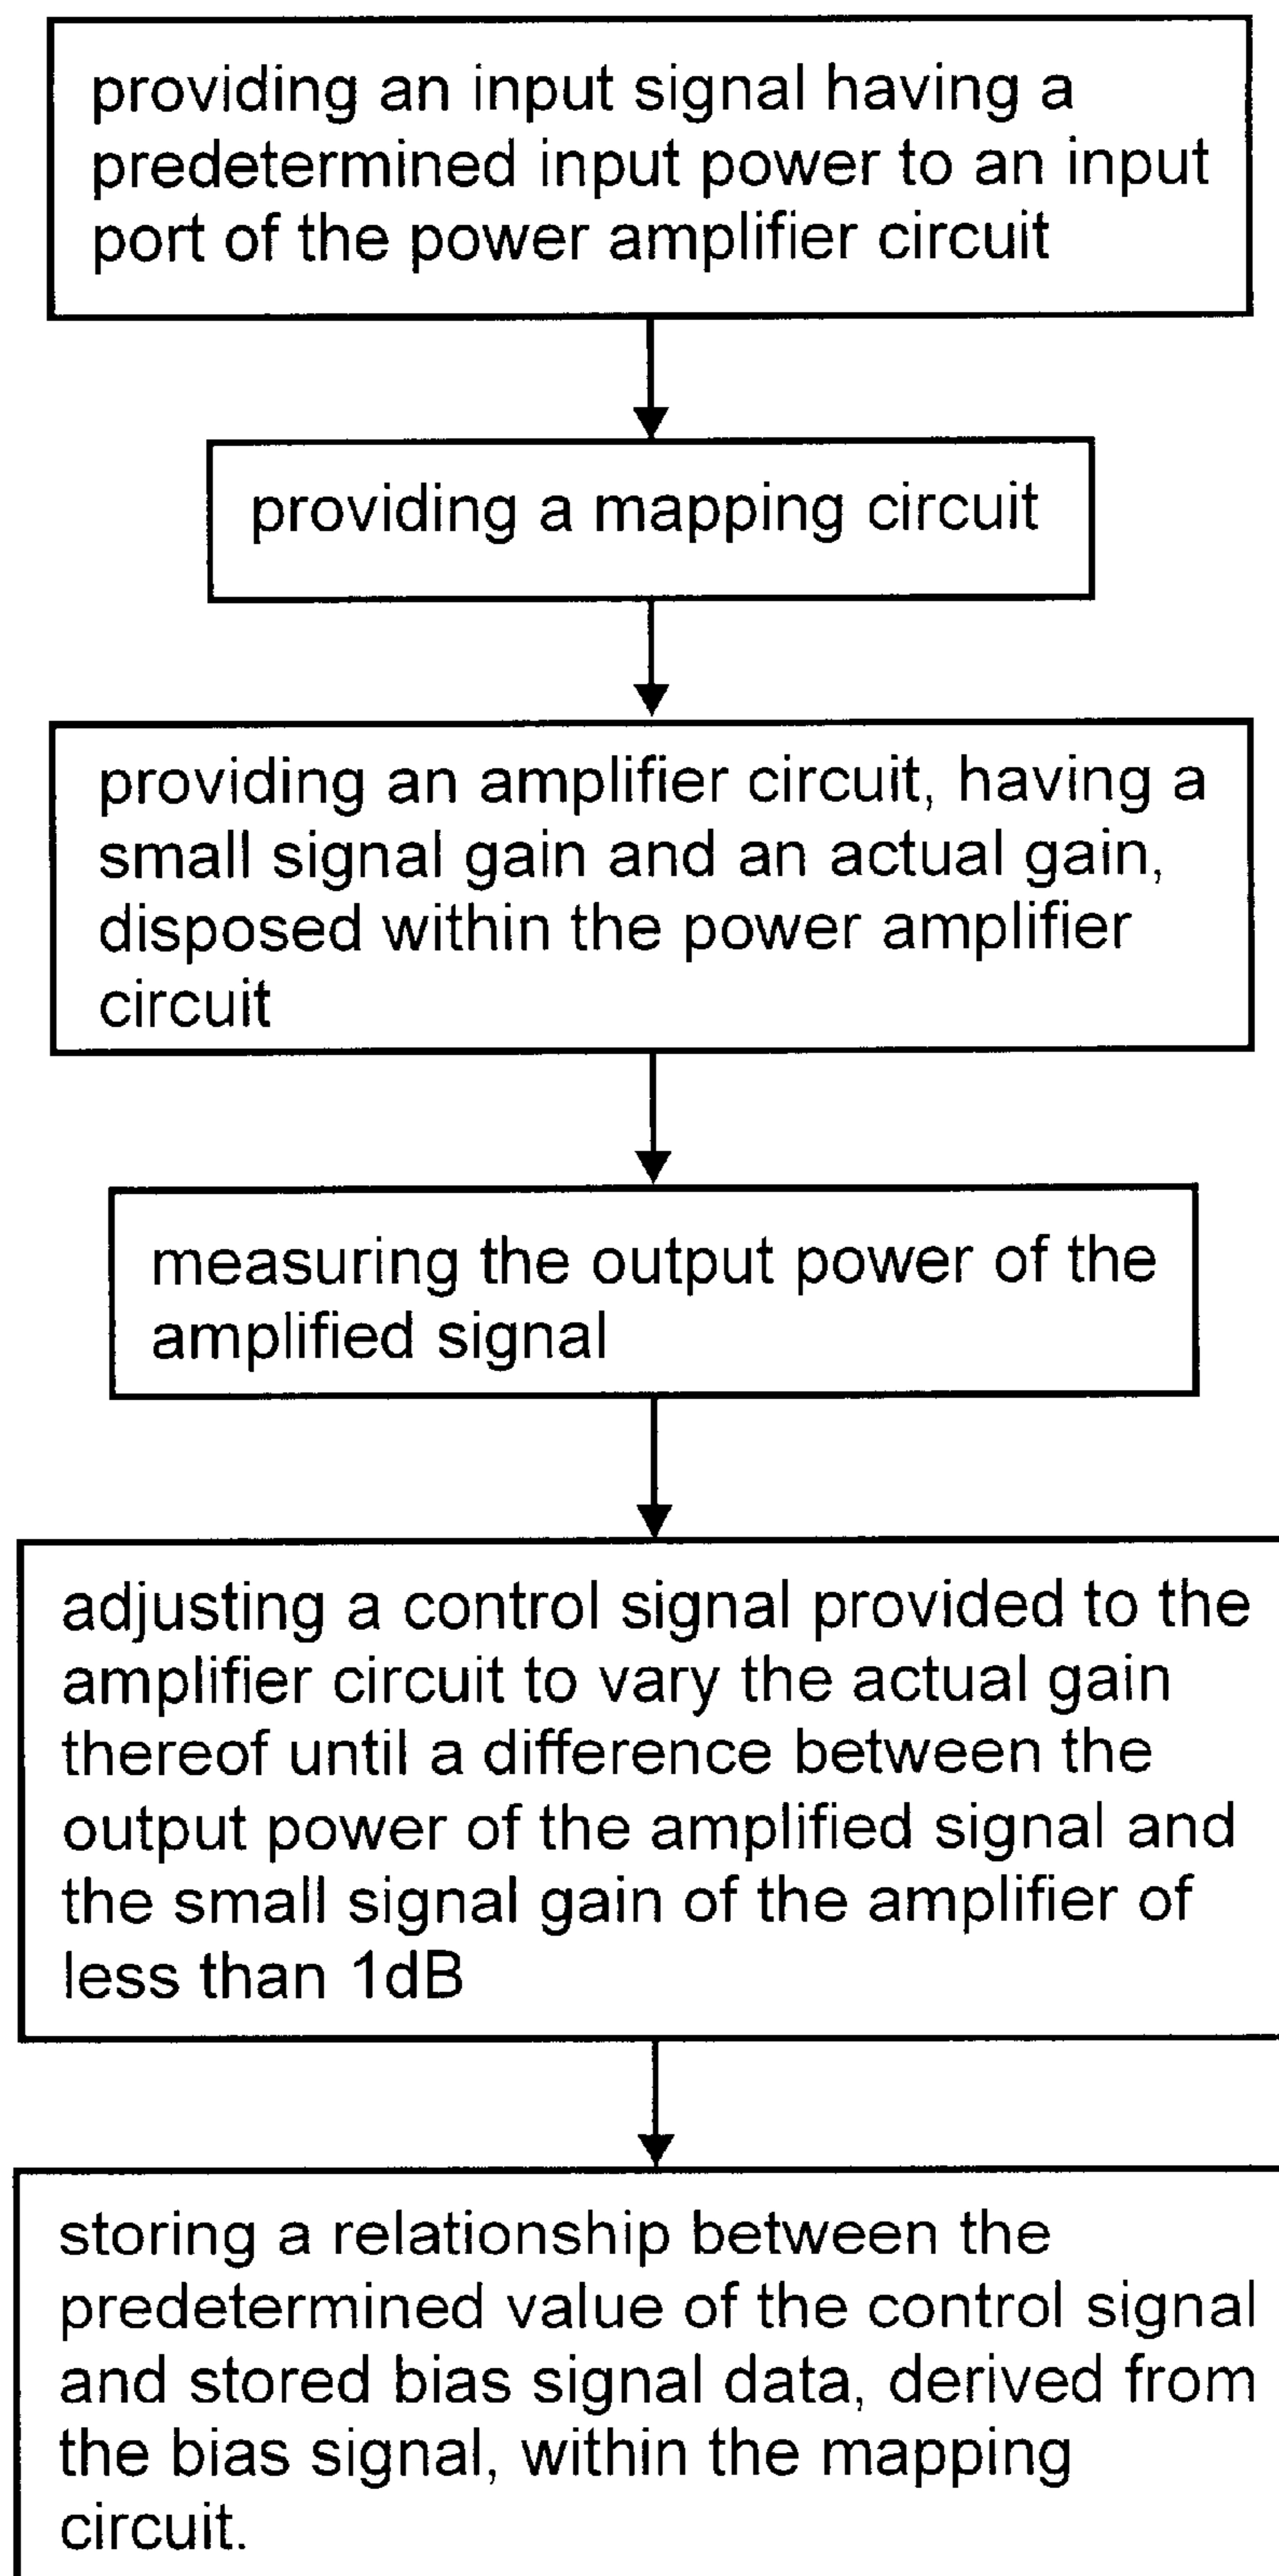 providing an input signal having a
predetermined input power to an input
port of the power amplifier circuit
providing a mapping circuit
providing an amplifier circuit, having a
small signal gain and an actual gain,
disposed within the power amplifier
circuit
measuring the output power of the
amplified signal
adjusting a control signal provided to the
amplifier circuit to vary the actual gain
thereof until a difference between the
output power of the amplified signal and
the small signal gain of the amplifier of
less than 1dB
storing a relationship between the
predetermined value of the control signal
and stored bias signal data, derived from
the bias signal, within the mapping
circuit.